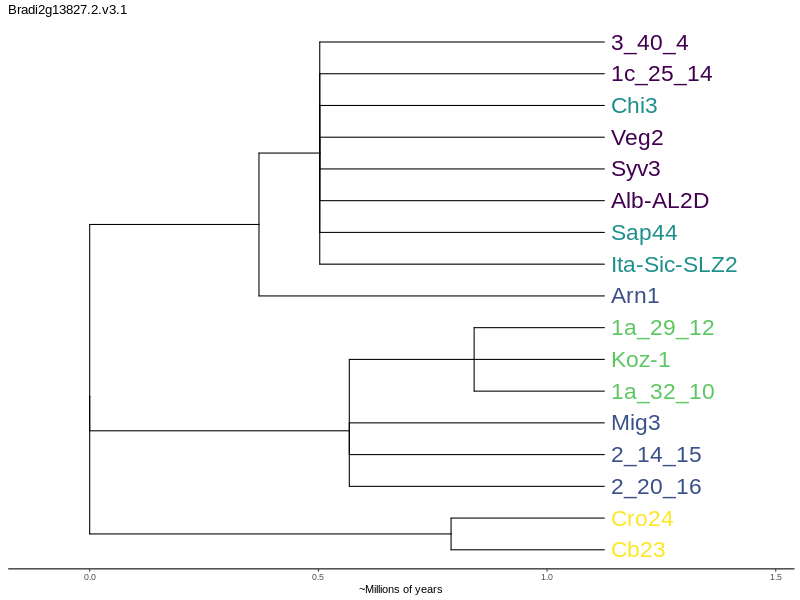 Bradi2g13827.2.v3.1
3_40_4
1c_25_14
Chi3
Veg2
Syv3
Alb-AL2D
Sap44
Ita-Sic-SLZ2
Arn1
1a_29_12
Koz-1
1a_32_10
Mig3
2_14_15
2_20_16
Cro24
Cb23
0.0 0.5 1.0 1.5
~Millions of years